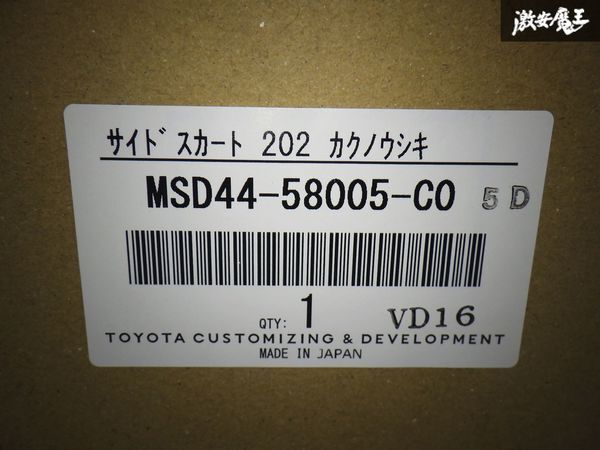 激安魔王
サイドスカート 202 カクノウシキ
MSD44-58005-C0 5D
QTY: 1 VD16
TOYOTA CUSTOMIZING & DEVELOPMENT
MADE IN JAPAN